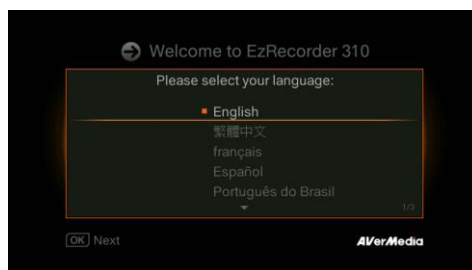 Welcome to EzRecorder 310
Please select your language:
English
繁體中文
français
Español
Português do Brasil
1/3
OK Next
AVerMedia